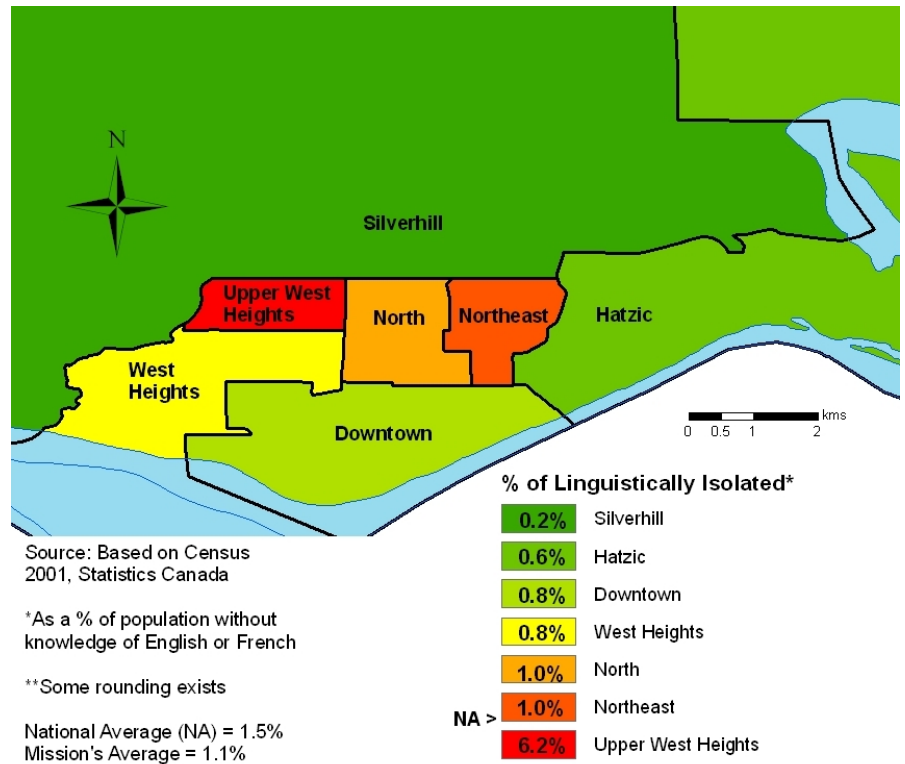 N
Silverhill
Upper West
Heights
North
Northeast
Hatzic
West
Heights
Downtown
kms
0 0.5 1 2
% of Linguistically Isolated*
0.2% Silverhill
0.6% Hatzic
0.8% Downtown
0.8% West Heights
1.0% North
1.0% Northeast
NA >
6.2% Upper West Heights
Source: Based on Census
2001, Statistics Canada
*As a % of population without
knowledge of English or French
**Some rounding exists
National Average (NA) = 1.5%
Mission's Average = 1.1%